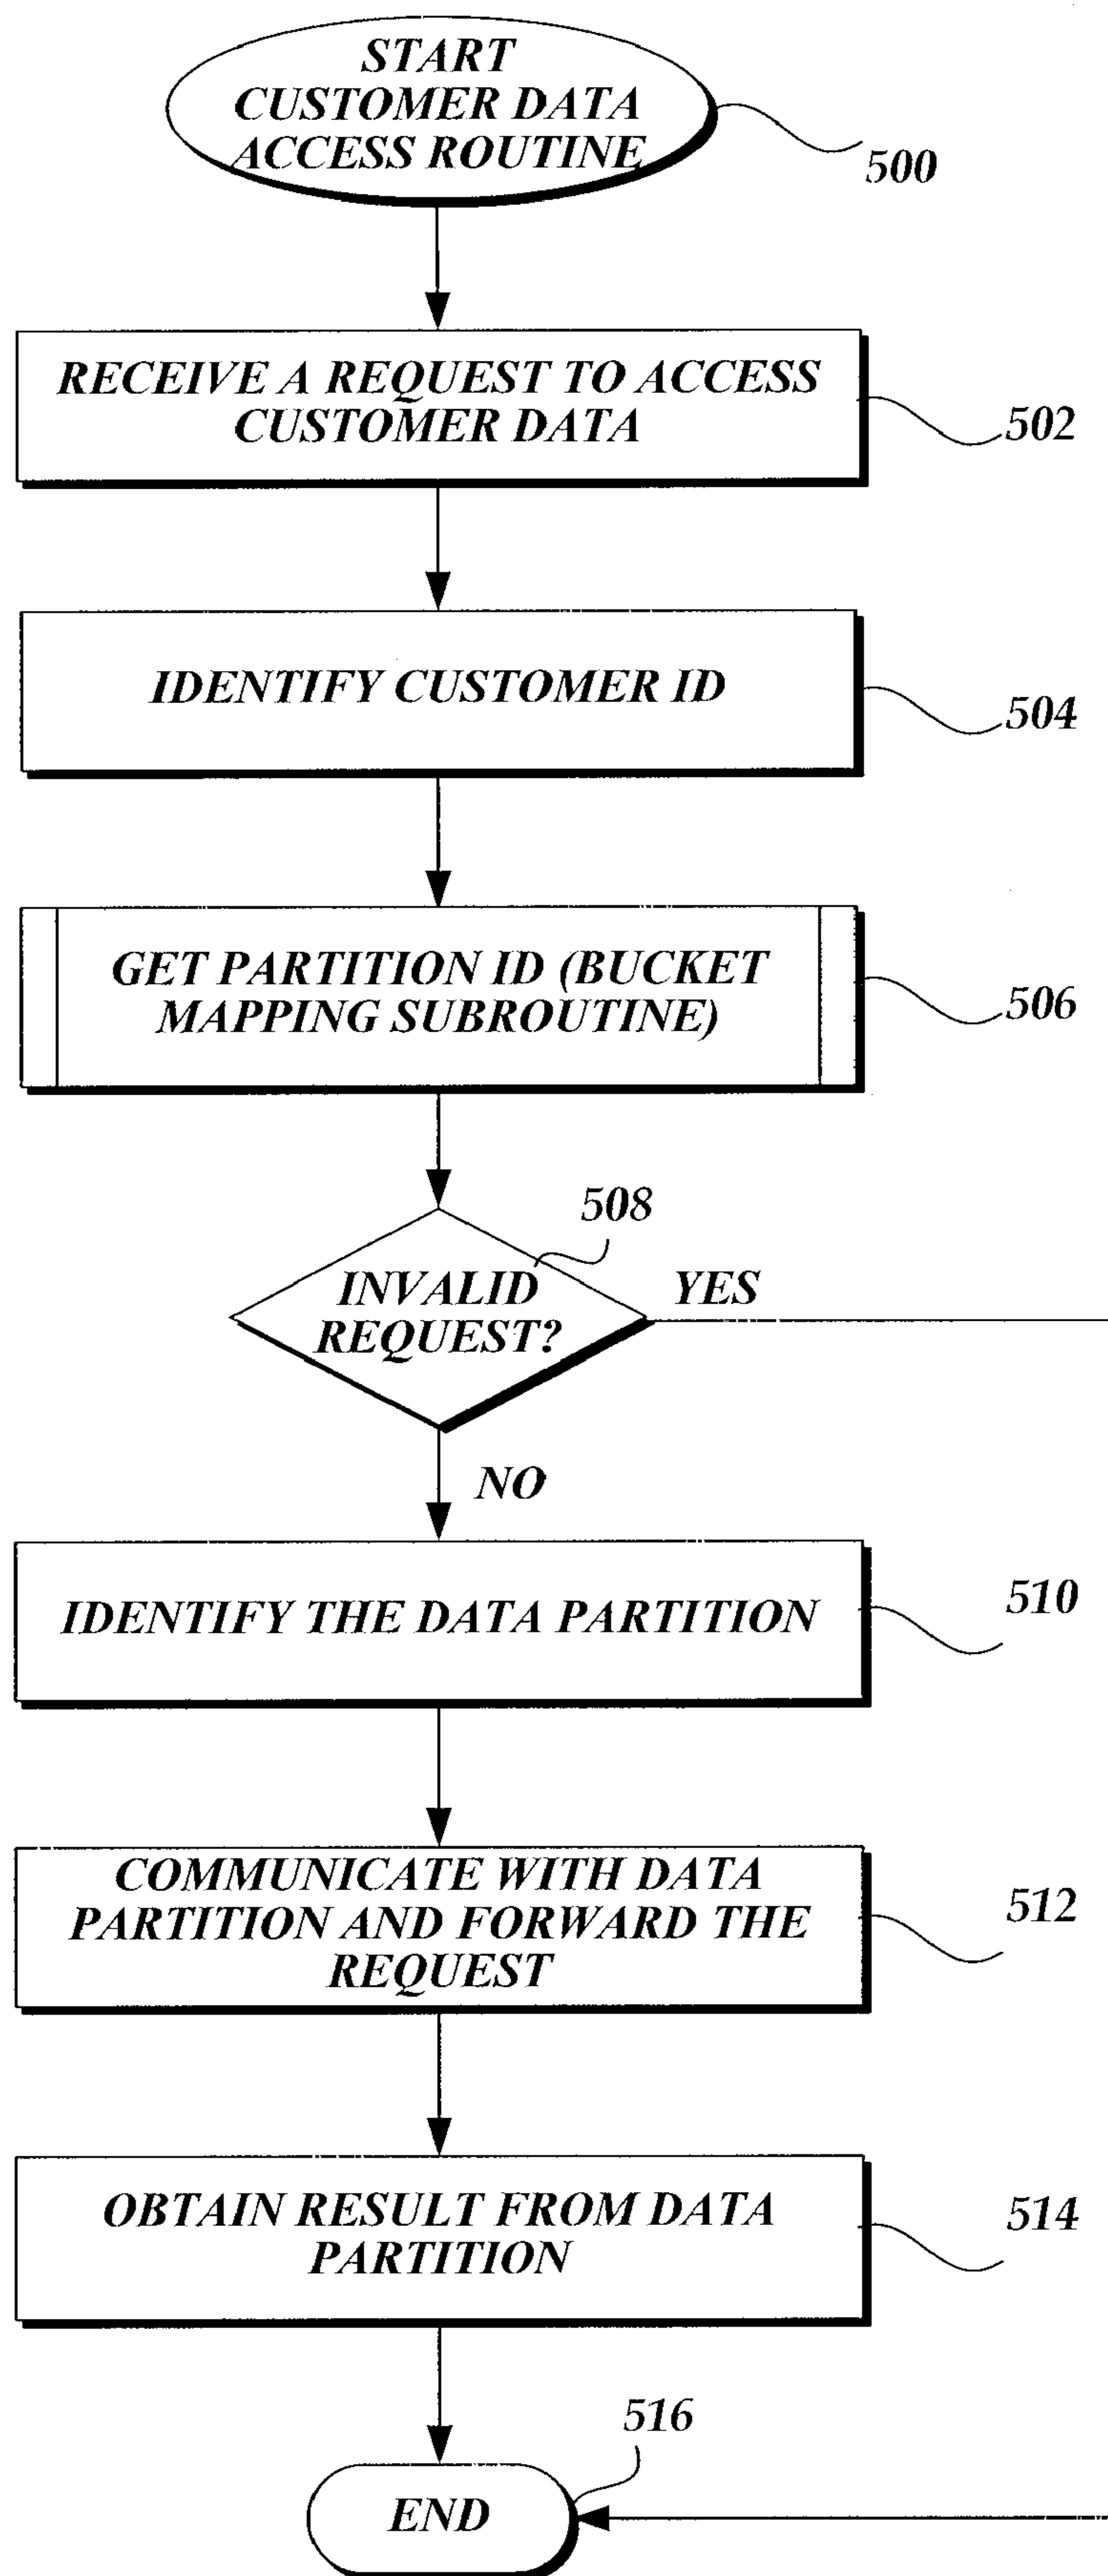 START
CUSTOMER DATA
ACCESS ROUTINE
500
RECEIVE A REQUEST TO ACCESS
CUSTOMER DATA
502
IDENTIFY CUSTOMER ID
504
GET PARTITION ID (BUCKET
MAPPING SUBROUTINE)
506
508
INVALID
REQUEST?
YES
NO
IDENTIFY THE DATA PARTITION
510
COMMUNICATE WITH DATA
PARTITION AND FORWARD THE
REQUEST
512
OBTAIN RESULT FROM DATA
PARTITION
514
516
END